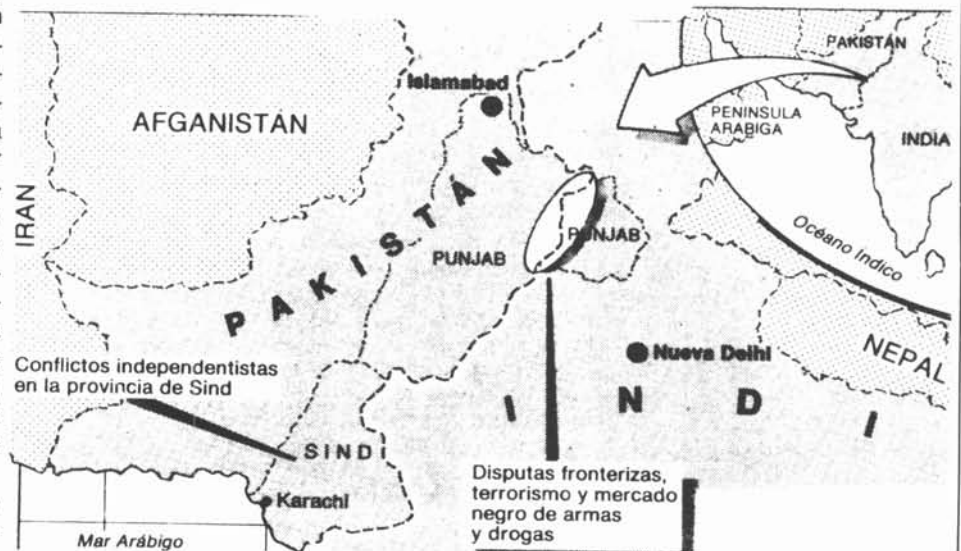 AFGANISTÁN
IRAN
Islamabad
PAKISTAN
PUNJAB
PUNJAB
Conflictos independentistas
en la provincia de Sind
SIND
Karachi
Mar Arábigo
Nueva Delhi
NEPAL
I N D I
Disputas fronterizas,
terrorismo y mercado
negro de armas
y drogas
PAKISTÁN
PENINSULA
ARABIGA
INDIA
Océano Indico